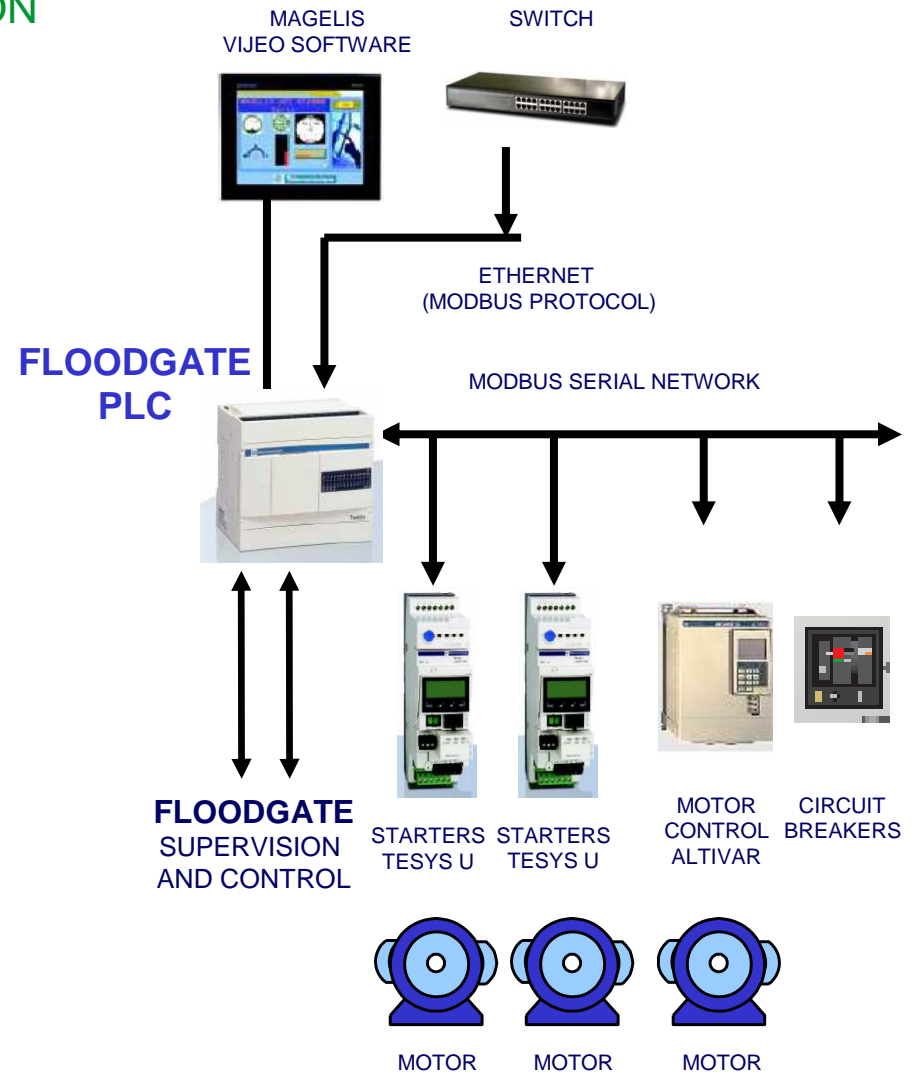 ON
MAGELIS
VIJEO SOFTWARE
SWITCH
ETHERNET
(MODBUS PROTOCOL)
FLOODGATE
PLC
MODBUS SERIAL NETWORK
FLOODGATE
SUPERVISION
AND CONTROL
STARTERS
TESYS U
STARTERS
TESYS U
MOTOR
CONTROL
ALTIVAR
CIRCUIT
BREAKERS
MOTOR
MOTOR
MOTOR